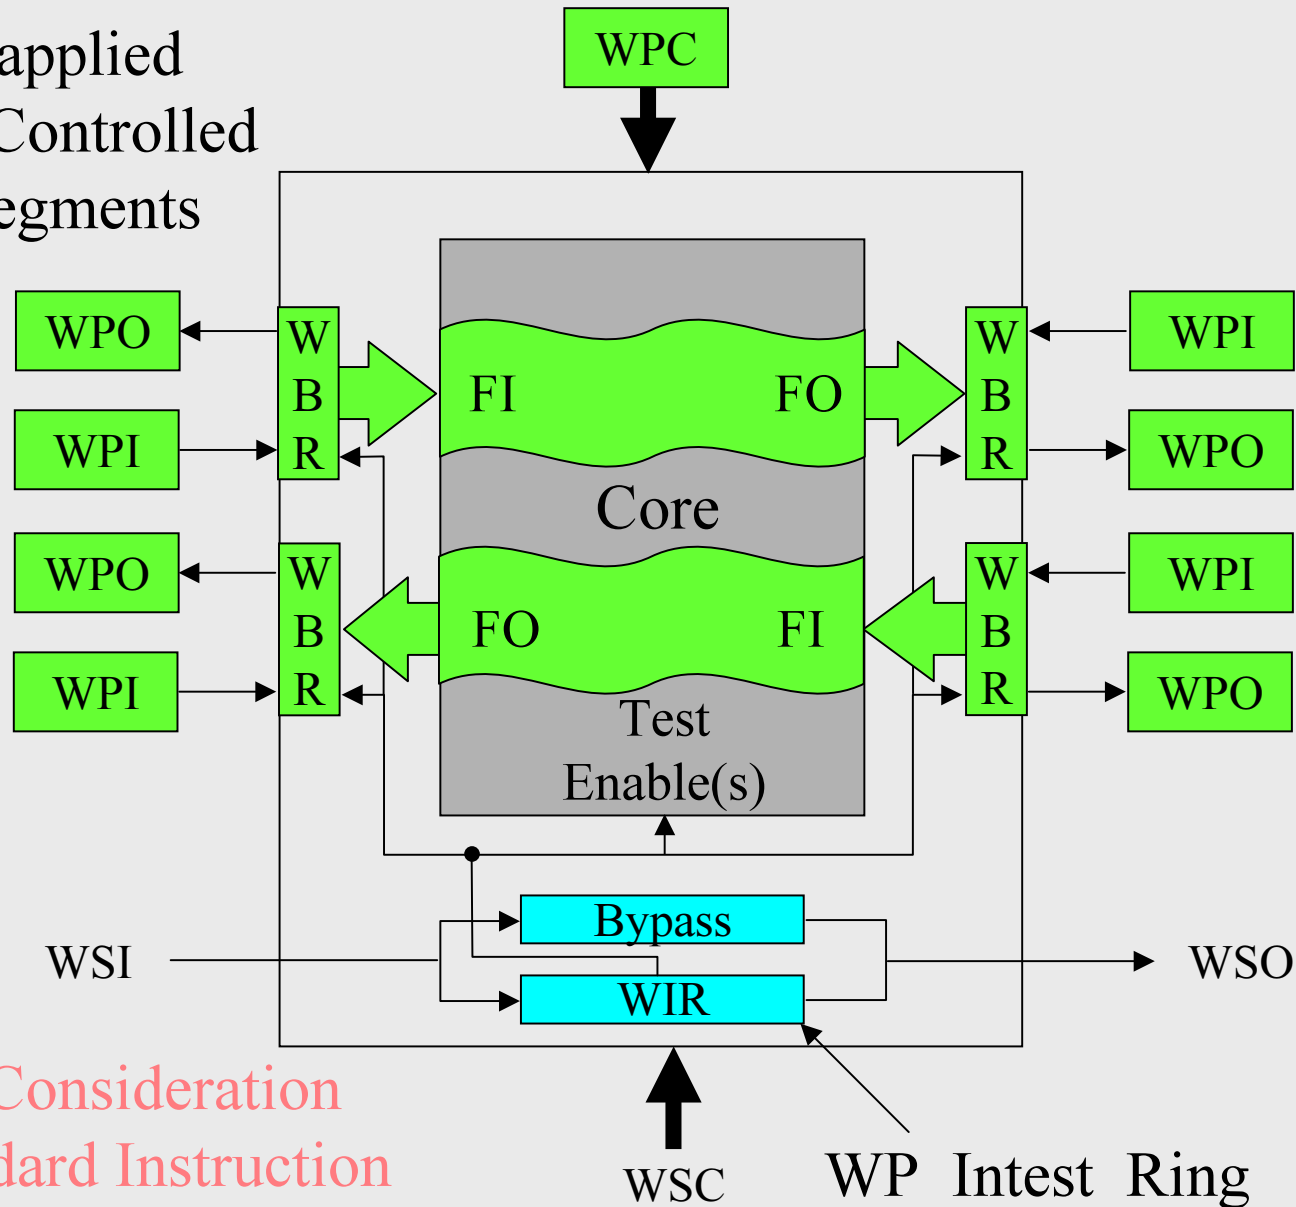 applied
Controlled
egments
WPC
WPO
WPI
WPO
WPI
W
B
R
W
B
R
FI FO
Core
FO FI
Test
Enable(s)
W
B
R
W
B
R
WPI
WPO
WPI
WPO
Bypass
WSI
WIR
WSO
Consideration
dard Instruction
WSC
WP Intest Ring